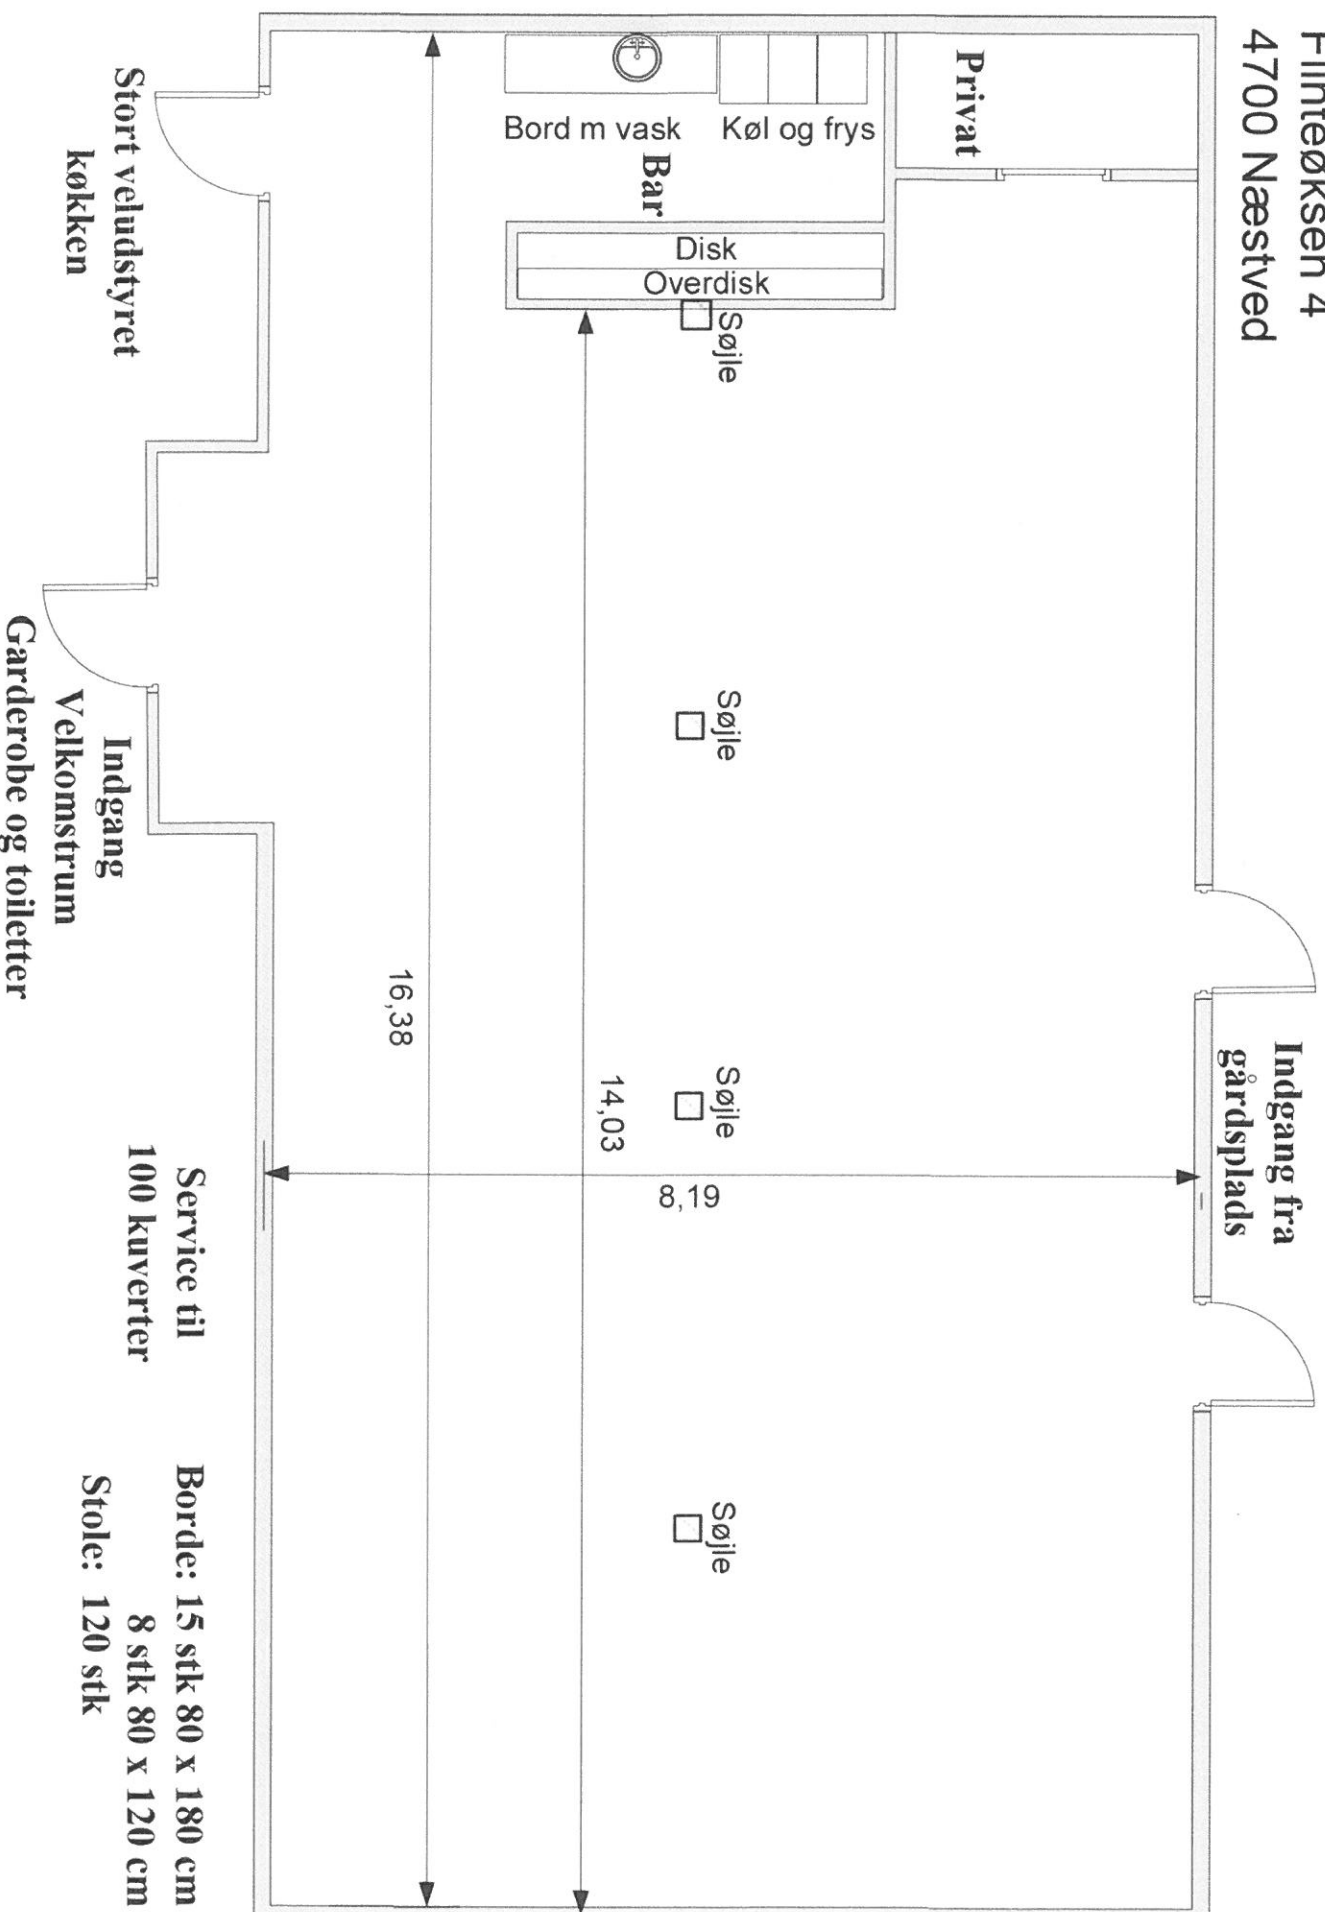 Flinteøksen 4
4700 Næstved
Privat
Køl og frys
Bord m vask
Bar
Disk
Overdisk
Søjle
Søjle
Søjle
Søjle
Indgang fra
gårdsplads
8,19
14,03
16,38
Stort veludstyret
køkken
Indgang
Velkomstrum
Garderobe og toiletter
Service til
100 kuverter
Borde: 15 stk 80 x 180 cm
8 stk 80 x 120 cm
Stole: 120 stk